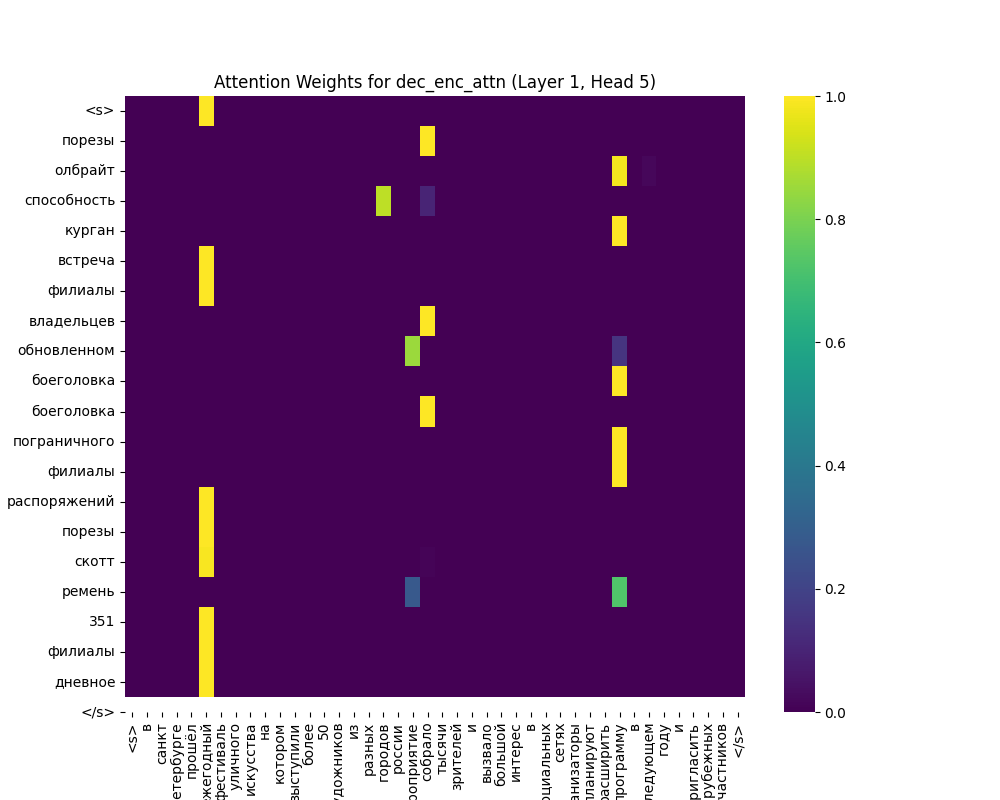 Attention Weights for dec_enc_attn (Layer 1, Head 5)
<s>
порезы
олбрайт
способность
курган
встреча
филиалы
владельцев
обновленном
боеголовка
боеголовка
пограничного
филиалы
распоряжений
порезы
скотт
ремень
351
филиалы
дневное
</s>
<s>
в
санкт
етербурге
прошёл
жегодный
фестиваль
уличного
искусства
на
котором
выступили
более
50
удожников
из
разных
городов
россии
роприятие
собрало
тысячи
зрителей
и
вызвало
большой
интерес
в
оциальных
сетях
анизаторы
планируют
расширить
программу
в
ледующем
году
и
ригласить
рубежных
частников
</s>
1.0
0.8
0.6
0.4
0.2
0.0